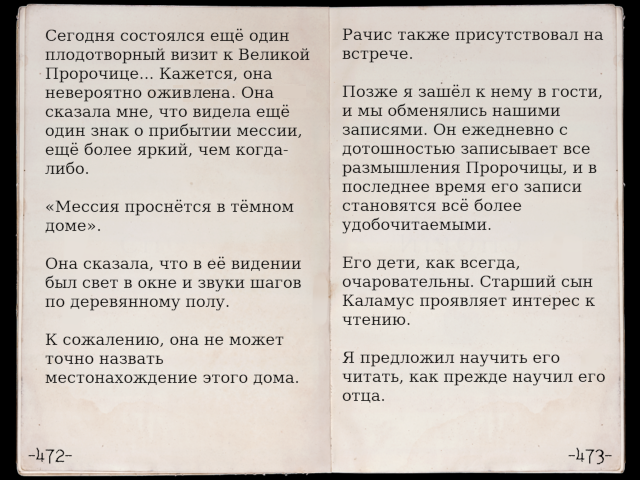 Сегодня состоялся ещё один
плодотворный визит к Великой
Пророчице... Кажется, она
невероятно оживлена. Она
сказала мне, что видела ещё
один знак о прибытии мессии,
ещё более яркий, чем когда-
либо.
«Мессия проснётся в тёмном
доме».
Она сказала, что в её видении
был свет в окне и звуки шагов
по деревянному полу.
К сожалению, она не может
точно назвать
местонахождение этого дома.
-472-
Рачис также присутствовал на
встрече.
Позже я зашёл к нему в гости,
и мы обменялись нашими
записями. Он ежедневно с
дотошностью записывает все
размышления Пророчицы, и в
последнее время его записи
становятся всё более
удобочитаемыми.
Его дети, как всегда,
очаровательны. Старший сын
Каламус проявляет интерес к
чтению.
Я предложил научить его
читать, как прежде научил его
отца.
-473-